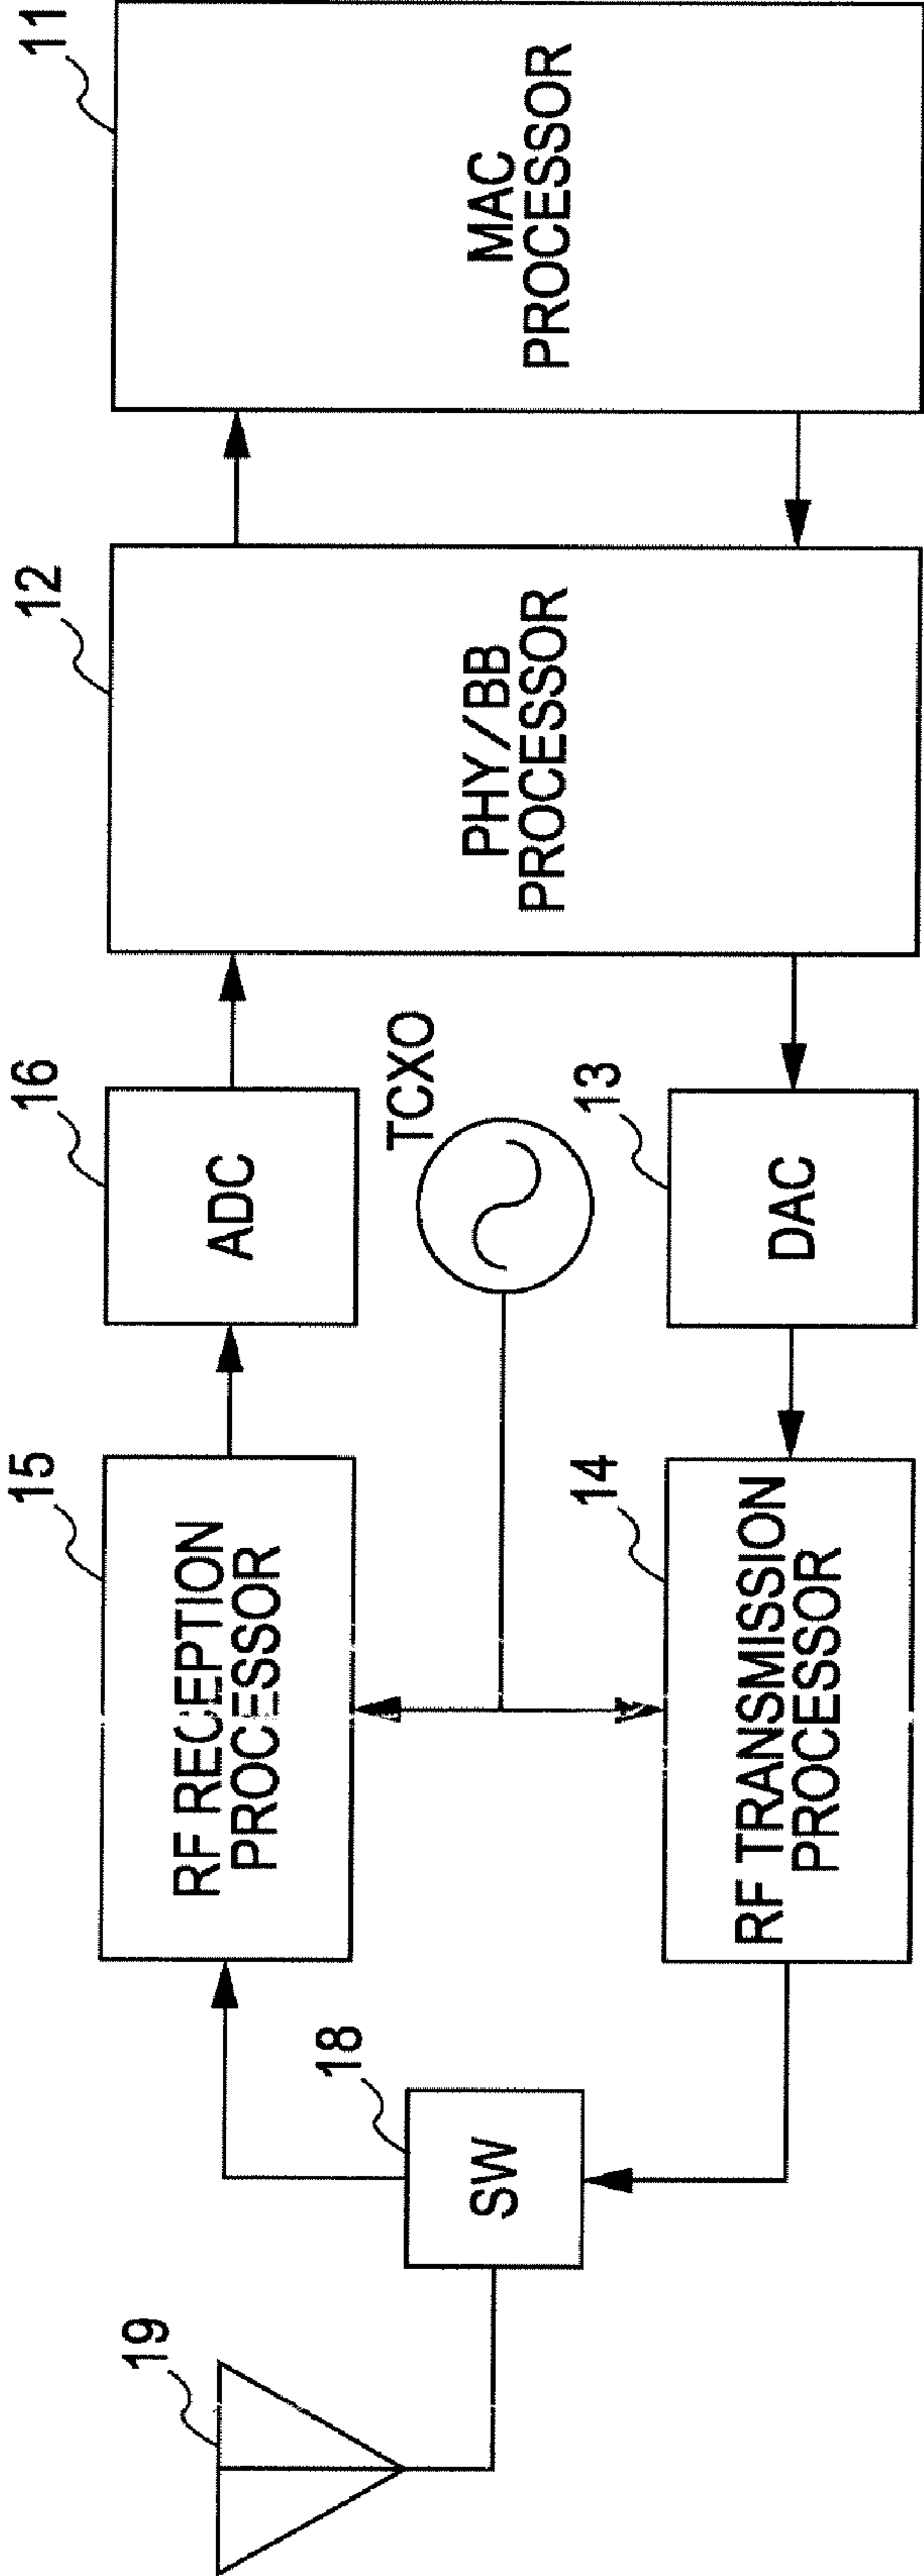 19
18
SW
15
RF RECEPTION
PROCESSOR
16
ADC
TCXO
14
RF TRANSMISSION
PROCESSOR
13
DAC
12
PHY/BB
PROCESSOR
11
MAC
PROCESSOR